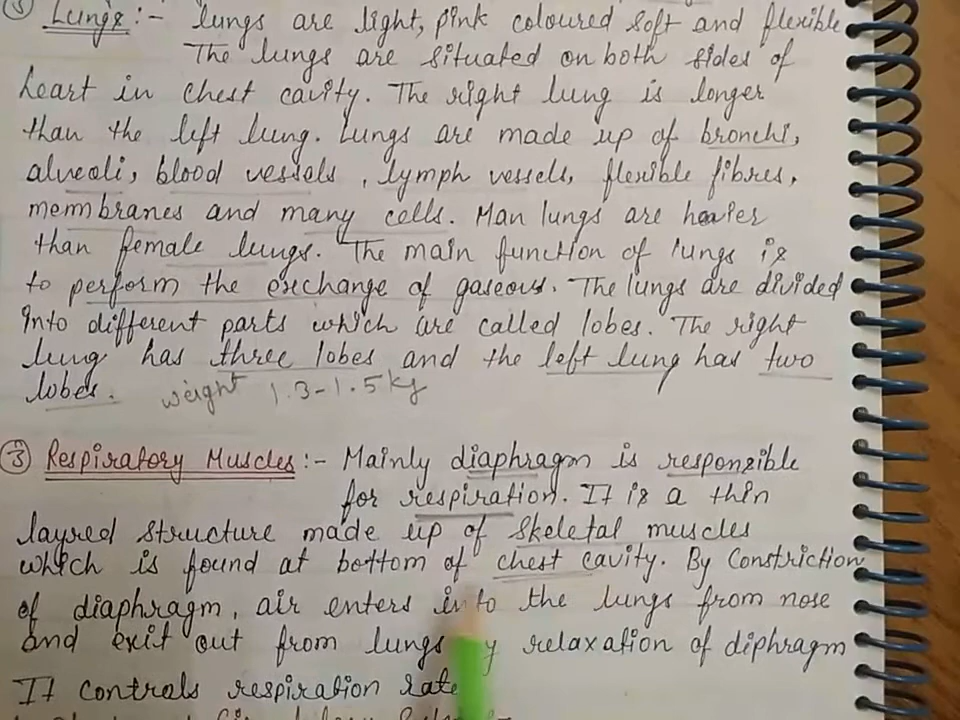 (5) Lungs :- Lungs are light, pink coloured soft and flexible
The lungs are situated on both sides of
heart in chest cavity. The right lung is longer
than the left lung. Lungs are made up of bronchi,
alveoli, blood vessals, lymph vessels, flexible fibres,
membranes and many cells. Man lungs are heaier
than female lungs. The main function of lungs is
to perform the exchange of gaseous. The lungs are divided
into different parts which are called lobes. The right
lung has three lobes and the left lung has two
lobes. weight 1.3-1.5 kg
Respiratory Muscles :- Mainly diaphragm is responsible
for respiration. It is a thin
layred structure made up of skeletal muscles
which is found at bottom of chest cavity. By Constriction
of diaphragm, air enters into the lungs from nose
and exit out from lungs y relaxation of diphragm
It controls respiration rate